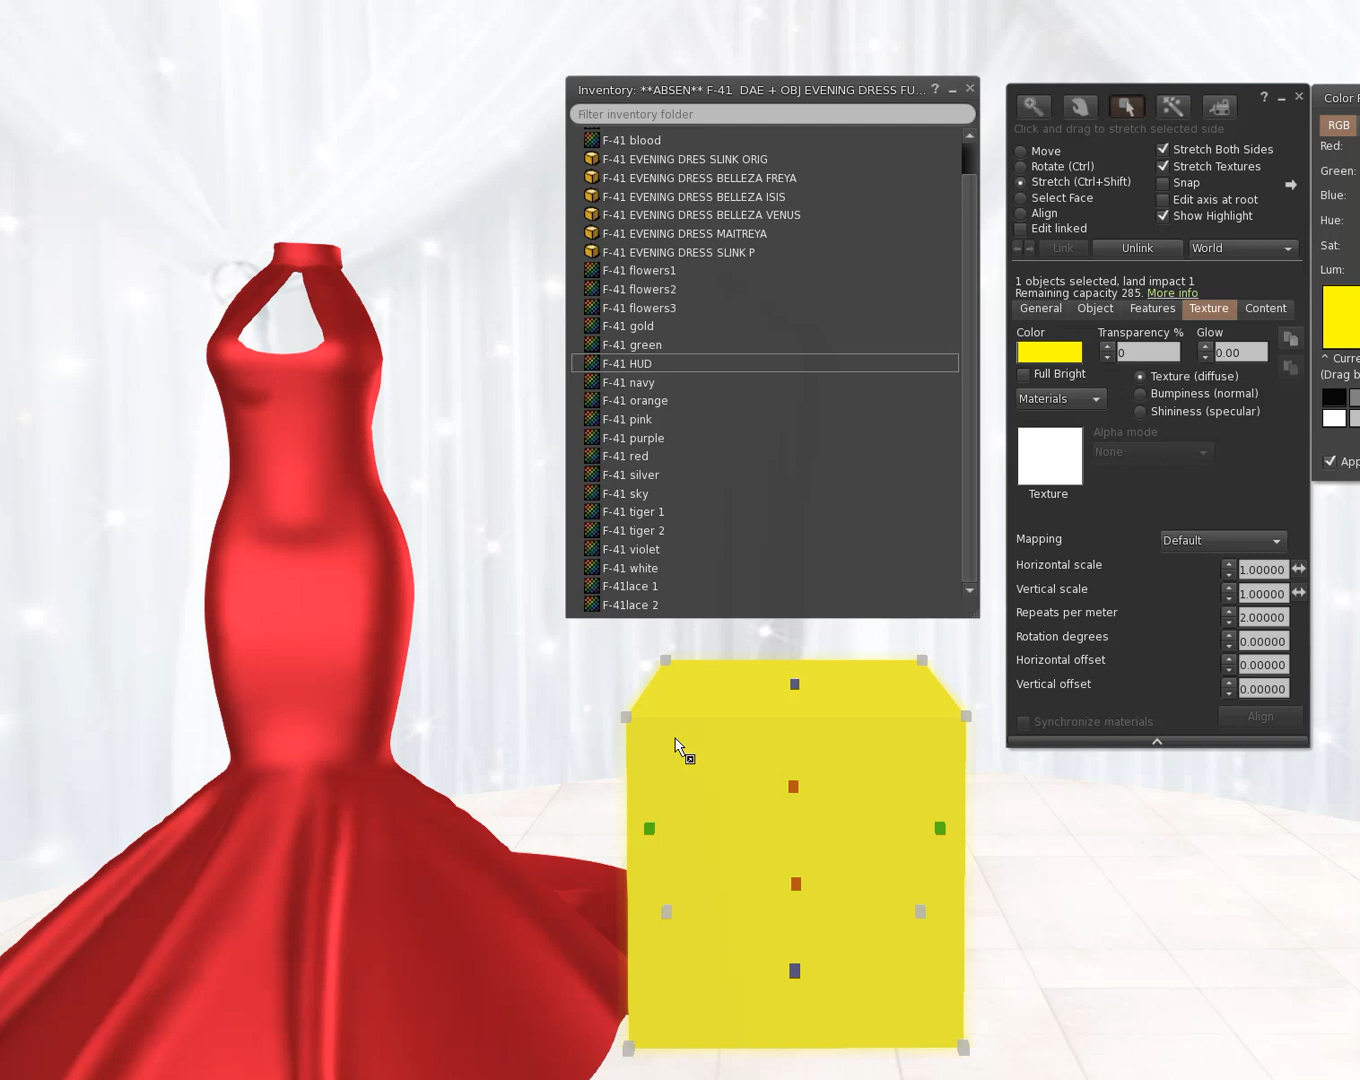 Inventory: **ABSEN** F-41 DAE + OBJ EVENING DRESS FU... ?
Filter inventory folder
F-41 blood
F-41 EVENING DRES SLINK ORIG
F-41 EVENING DRESS BELLEZA FREYA
F-41 EVENING DRESS BELLEZA ISIS
F-41 EVENING DRESS BELLEZA VENUS
F-41 EVENING DRESS MAITREYA
F-41 EVENING DRESS SLINK P
F-41 flowers1
F-41 flowers2
F-41 flowers3
F-41 gold
F-41 green
F-41 HUD
F-41 navy
F-41 orange
F-41 pink
F-41 purple
F-41 red
F-41 silver
F-41 sky
F-41 tiger 1
F-41 tiger 2
F-41 violet
F-41 white
F-41lace 1
F-41lace 2
?
Click and drag to stretch selected side
Move
Rotate (Ctrl)
Stretch (Ctrl+Shift)
Select Face
Align
Edit linked
Stretch Both Sides
Stretch Textures
Snap
Edit axis at root
Show Highlight
Link Unlink World
1 objects selected, land impact 1
Remaining capacity 285. More info
General Object Features Texture Content
Color Transparency % Glow
0 0.00
Full Bright
Materials
Texture (diffuse)
Bumpiness (normal)
Shininess (specular)
Alpha mode
None
Texture
Mapping Default
Horizontal scale 1.00000
Vertical scale 1.00000
Repeats per meter 2.00000
Rotation degrees 0.00000
Horizontal offset 0.00000
Vertical offset 0.00000
Synchronize materials Align
Color
RGB
Red:
Green:
Blue:
Hue:
Sat:
Lum:
^ Curre
(Drag b
App